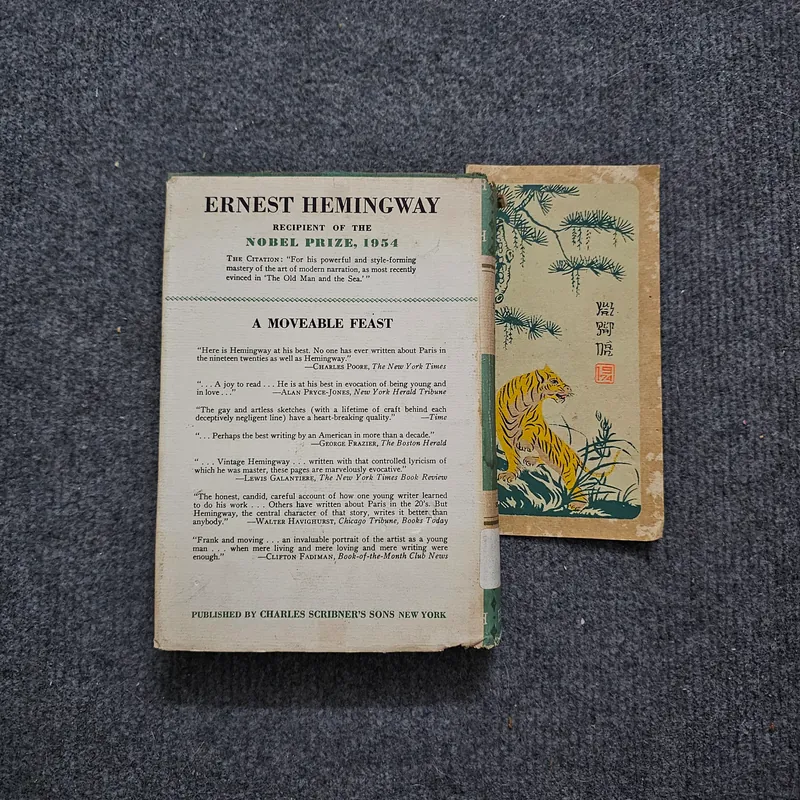 ERNEST HEMINGWAY
RECIPIENT OF THE
NOBEL PRIZE, 1954
THE CITATION: "For his powerful and style-forming
mastery of the art of modern narration, as most recently
evinced in 'The Old Man and the Sea.' "
A MOVEABLE FEAST
"Here is Hemingway at his best. No one has ever written about Paris in
the nineteen twenties as well as Hemingway."
—CHARLES POORE, The New York Times
". . . A joy to read . . . He is at his best in evocation of being young and
in love . . ." —ALAN PRYCE-JONES, New York Herald Tribune
"The gay and artless sketches (with a lifetime of craft behind each
deceptively negligent line) have a heart-breaking quality." —Time
". . . Perhaps the best writing by an American in more than a decade."
—GEORGE FRAZIER, The Boston Herald
". . . Vintage Hemingway . . . written with that controlled lyricism of
which he was master, these pages are marvelously evocative."
—LEWIS GALANTIERE, The New York Times Book Review
"The honest, candid, careful account of how one young writer learned
to do his work . . . Others have written about Paris in the 20's. But
Hemingway, the central character of that story, writes it better than
anybody." —WALTER HAVIGHURST, Chicago Tribune, Books Today
"Frank and moving . . . an invaluable portrait of the artist as a young
man . . . when mere living and mere loving and mere writing were
enough." —CLIFTON FADIMAN, Book-of-the-Month Club News
PUBLISHED BY CHARLES SCRIBNER'S SONS NEW YORK